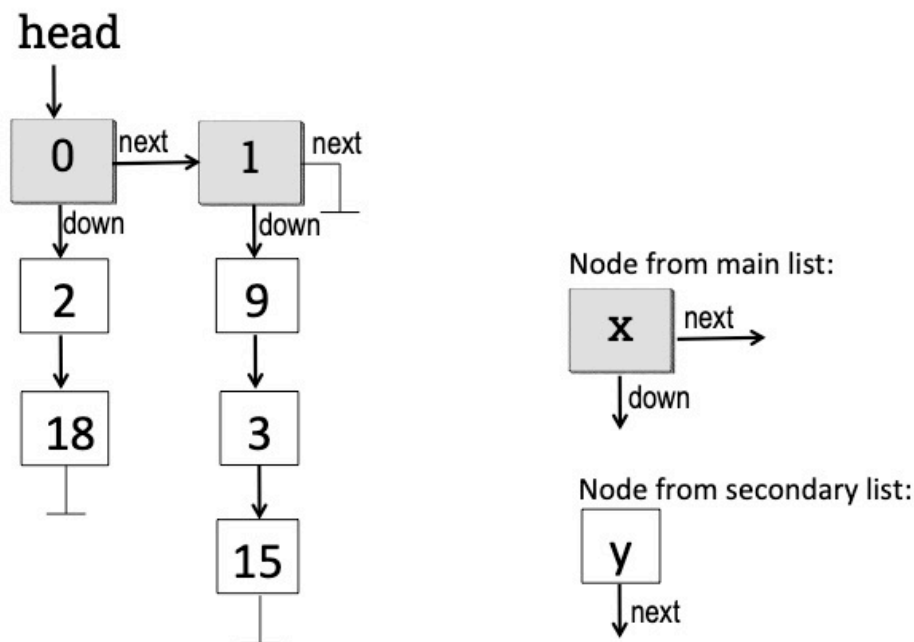 head
0 next 1 next
down down
2 9
18 3
15
Node from main list:
x next
down
Node from secondary list:
y
next